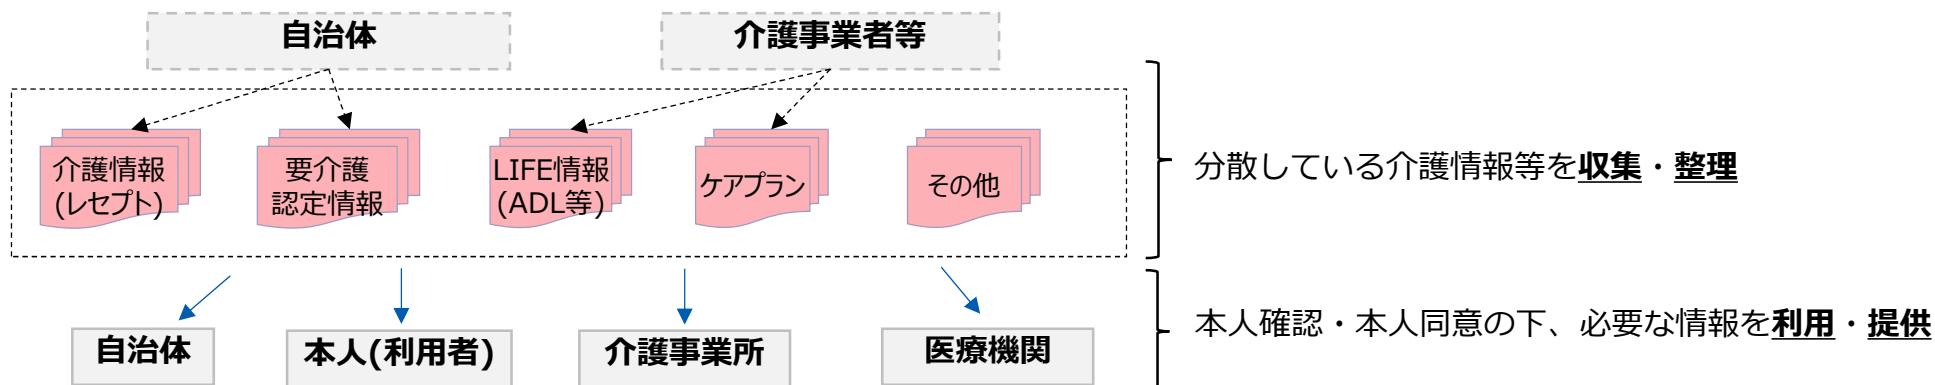 自治体
介護事業者等
介護情報
(レセプト)
要介護
認定情報
LIFE情報
(ADL等)
ケアプラン
その他
分散している介護情報等を収集・整理
自治体
本人(利用者)
介護事業所
医療機関
本人確認・本人同意の下、必要な情報を利用・提供